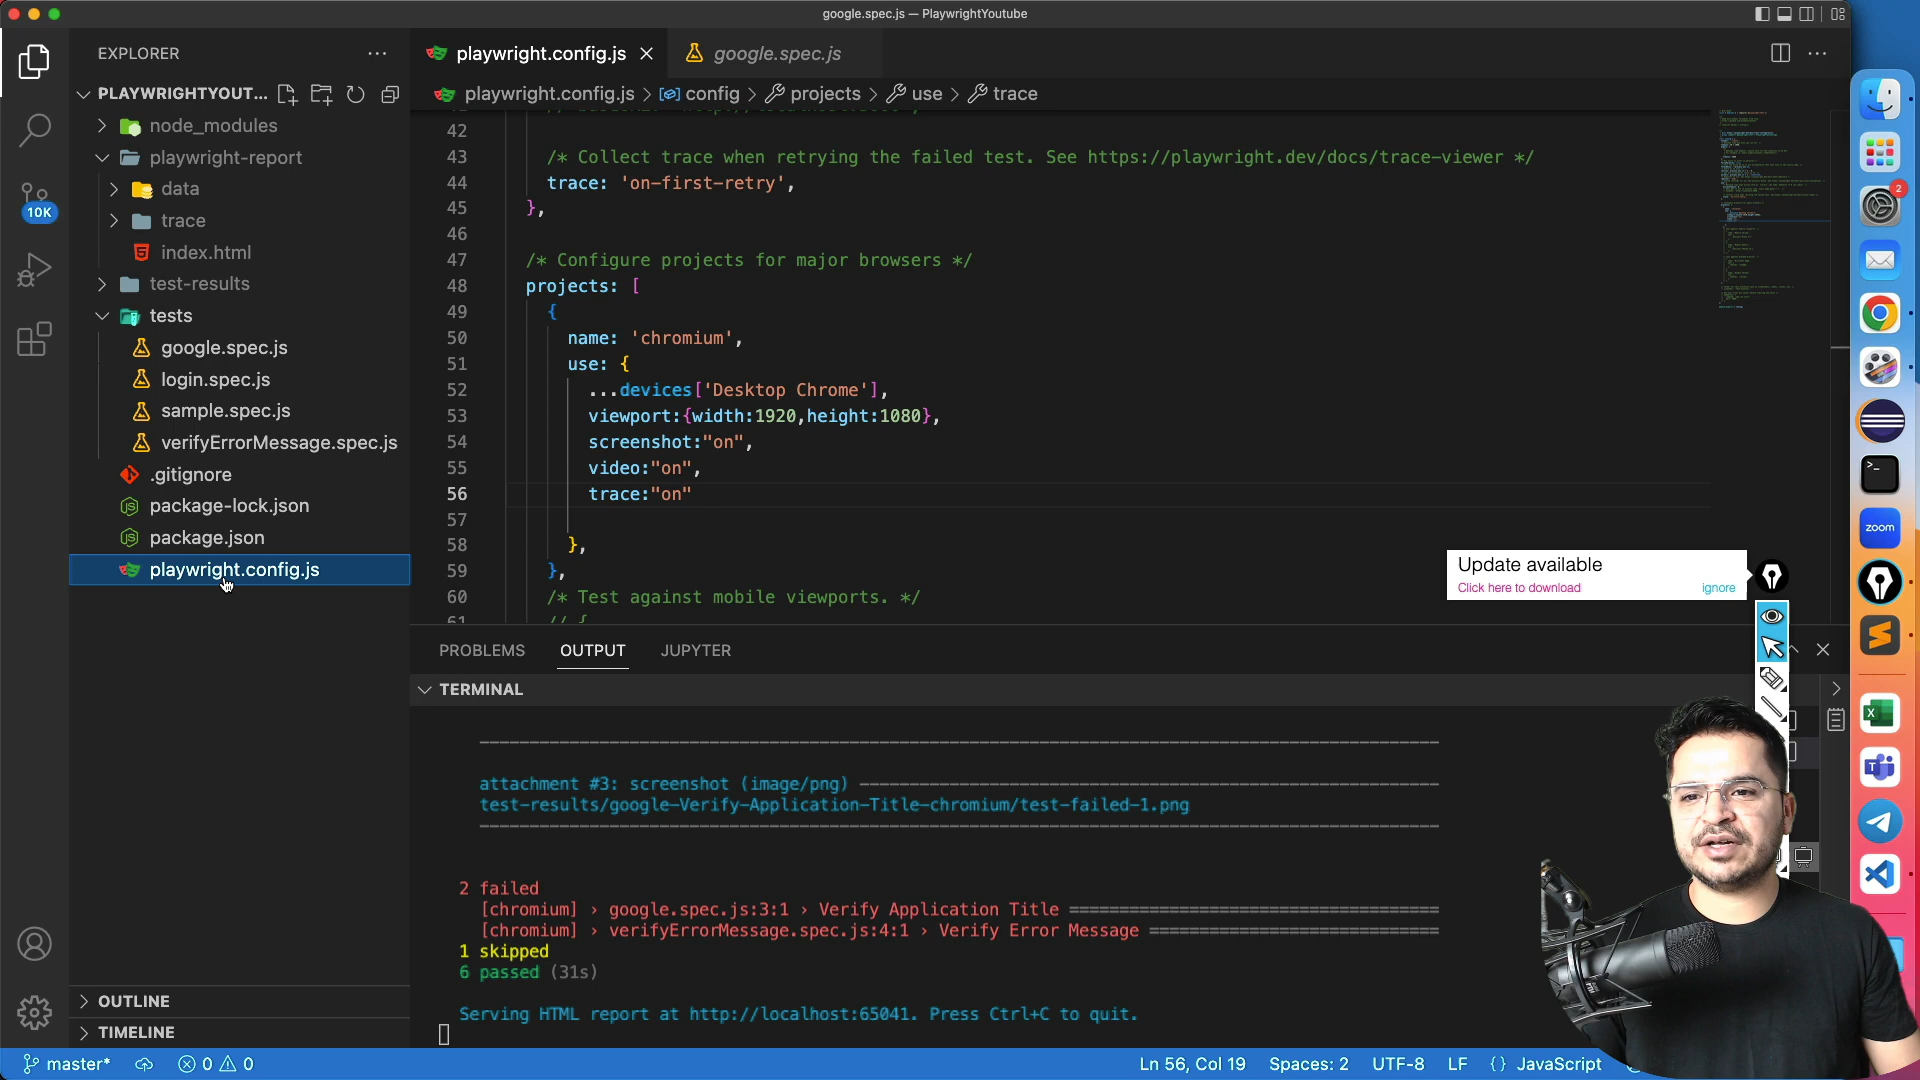 google.spec.js — PlaywrightYoutube
EXPLORER
playwright.config.js
google.spec.js
PLAYWRIGHTYOUT...
playwright.config.js > config > projects > use > trace
node_modules
playwright-report
data
trace
index.html
test-results
tests
google.spec.js
login.spec.js
sample.spec.js
verifyErrorMessage.spec.js
.gitignore
package-lock.json
package.json
playwright.config.js
10K
OUTLINE
TIMELINE
42
43 /* Collect trace when retrying the failed test. See https://playwright.dev/docs/trace-viewer */
44 trace: 'on-first-retry',
45 },
46
47 /* Configure projects for major browsers */
48 projects: [
49 {
50 name: 'chromium',
51 use: {
52 ...devices['Desktop Chrome'],
53 viewport:{width:1920,height:1080},
54 screenshot:"on",
55 video:"on",
56 trace:"on"
57
58 },
59 },
60 /* Test against mobile viewports. */
61 // {
Update available
Click here to download
ignore
2
zoom
PROBLEMS
OUTPUT
JUPYTER
TERMINAL
attachment #3: screenshot (image/png)
test-results/google-Verify-Application-Title-chromium/test-failed-1.png
2 failed
[chromium] › google.spec.js:3:1 › Verify Application Title
[chromium] › verifyErrorMessage.spec.js:4:1 › Verify Error Message
1 skipped
6 passed (31s)
Serving HTML report at http://localhost:65041. Press Ctrl+C to quit.
master*
0
0
Ln 56, Col 19
Spaces: 2
UTF-8
LF
{} JavaScript